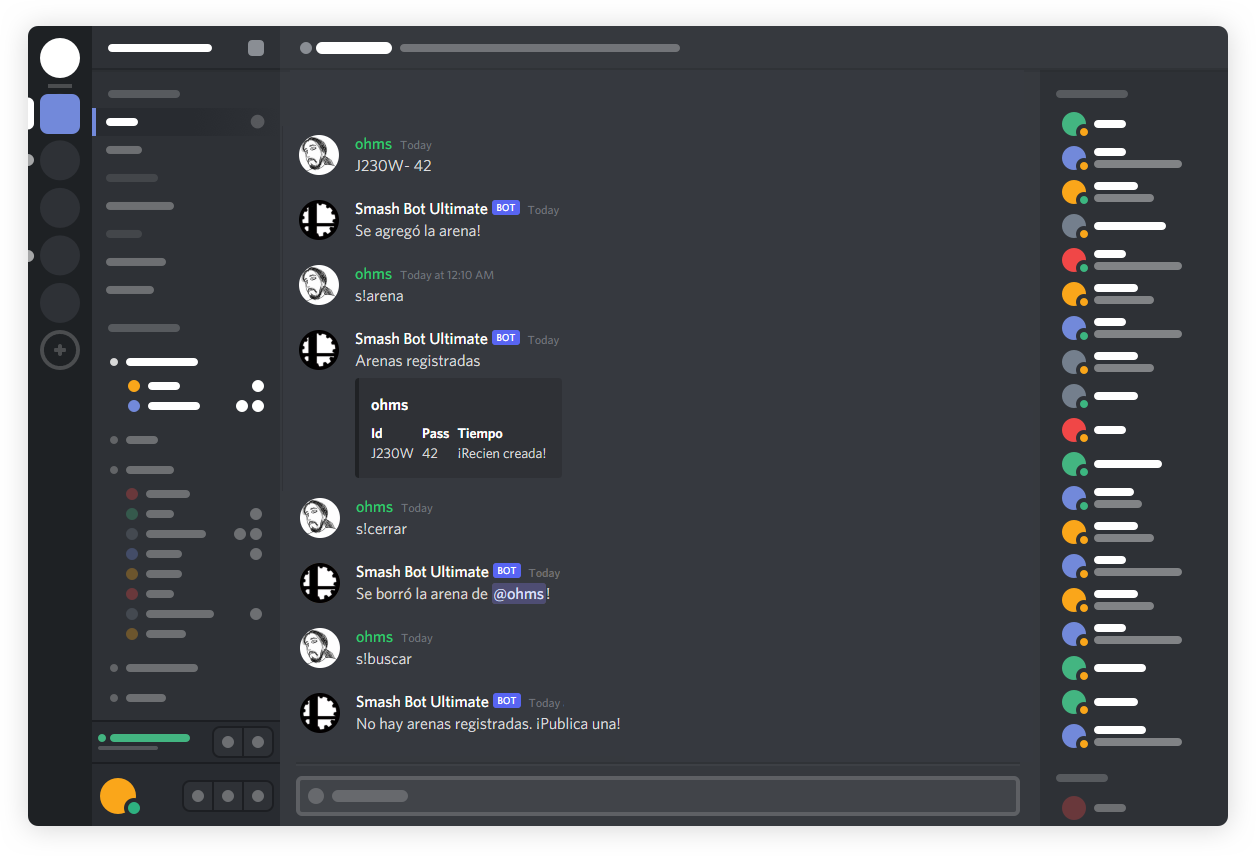 ohms Today
J230W- 42
Smash Bot Ultimate BOT Today
Se agregó la arena!
ohms Today at 12:10 AM
s!arena
Smash Bot Ultimate BOT Today
Arenas registradas
ohms
Id Pass Tiempo
J230W 42 ¡Recien creada!
ohms Today
s!cerrar
Smash Bot Ultimate BOT Today
Se borró la arena de @ohms!
ohms Today
s!buscar
Smash Bot Ultimate BOT Today
No hay arenas registradas. ¡Publica una!